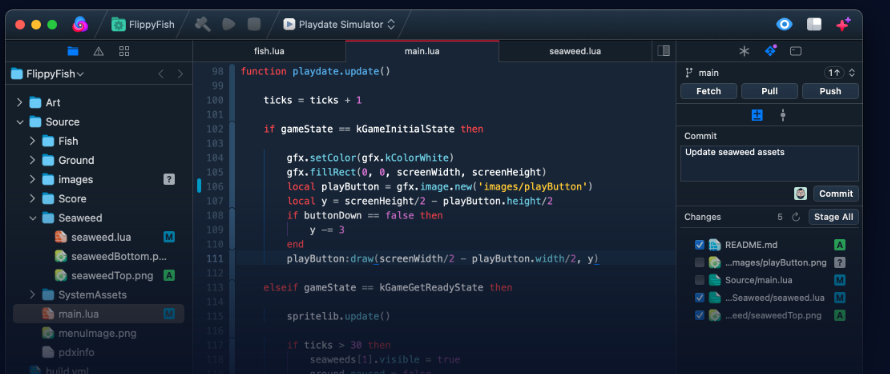 FlippyFish
Playdate Simulator
fish.lua
main.lua
seaweed.lua
FlippyFish
Art
Source
Fish
Ground
images ?
Score
Seaweed
seaweed.lua M
seaweedBottom.p...
seaweedTop.png A
SystemAssets
main.lua M
menuImage.png
pdxinfo
build.yml
98 function playdate.update()
99
100 ticks = ticks + 1
101
102 if gameState == kGameInitialState then
103
104 gfx.setColor(gfx.kColorWhite)
105 gfx.fillRect(0, 0, screenWidth, screenHeight)
106 local playButton = gfx.image.new('images/playButton')
107 local y = screenHeight/2 - playButton.height/2
108 if buttonDown == false then
109 y -= 3
110 end
111 playButton:draw(screenWidth/2 - playButton.width/2, y)
112
113 elseif gameState == kGameGetReadyState then
114
115 spritelib.update()
116
117 if ticks > 30 then
118 seaweeds[1].visible = true
ground.paused = false
main
1↑
Fetch
Pull
Push
Commit
Update seaweed assets
Commit
Changes 5
Stage All
README.md A
...mages/playButton.png ?
Source/main.lua M
...Seaweed/seaweed.lua M
...eed/seaweedTop.png A